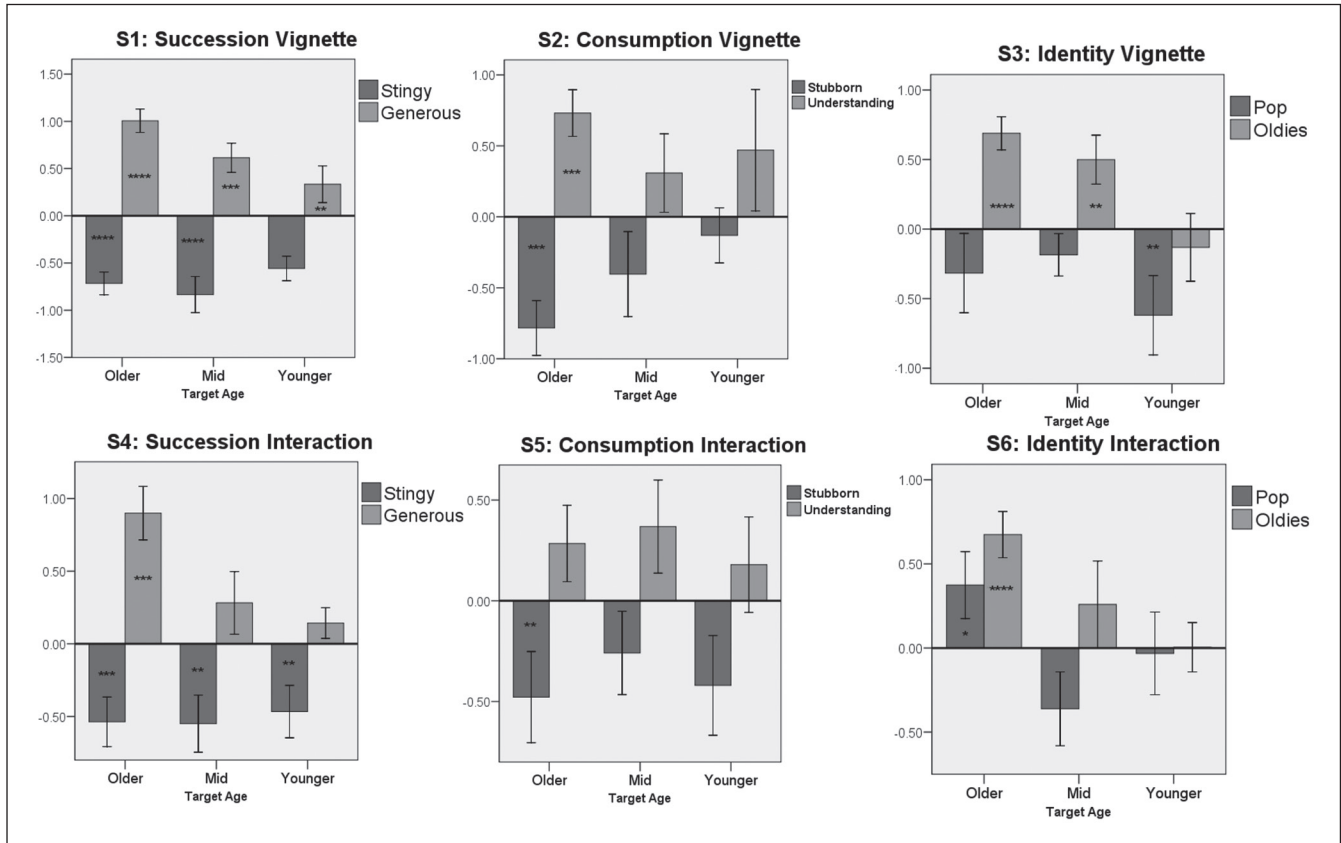 S1: Succession Vignette
1.50
1.00
0.50
0.00
-0.50
-1.00
-1.50
****
***
**
****
****
Older
Mid
Younger
Target Age
Stingy
Generous
S2: Consumption Vignette
1.00
0.50
0.00
-0.50
-1.00
***
***
Older
Mid
Younger
Target Age
Stubborn
Understanding
S3: Identity Vignette
1.00
0.50
0.00
-0.50
-1.00
****
**
**
Older
Mid
Younger
Target Age
Pop
Oldies
S4: Succession Interaction
1.00
0.50
0.00
-0.50
***
***
**
**
Older
Mid
Younger
Target Age
Stingy
Generous
S5: Consumption Interaction
0.50
0.00
-0.50
**
Older
Mid
Younger
Target Age
Stubborn
Understanding
S6: Identity Interaction
1.00
0.50
0.00
-0.50
****
*
Older
Mid
Younger
Target Age
Pop
Oldies